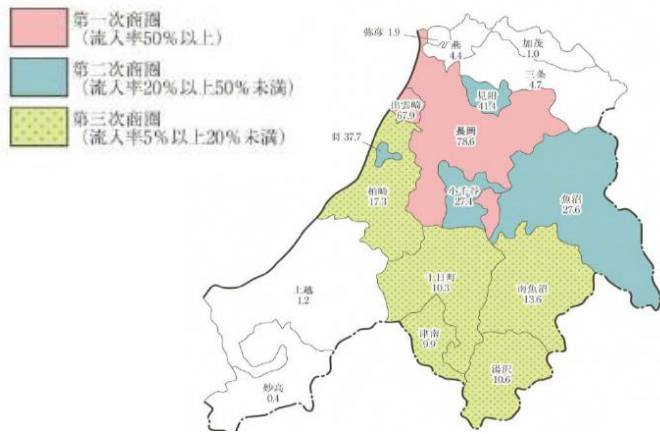 第一次商圏
(流入率50%以上)
第二次商圏
(流入率20%以上50%未満)
第三次商圏
(流入率5%以上20%未満)
弥彦 1.9
燕
4.4
加茂
1.0
三条
4.7
見附
41.4
出雲崎
67.9
長岡
78.6
刈 37.7
柏崎
17.3
小千谷
27.4
魚沼
27.6
上越
1.2
十日町
10.3
南魚沼
13.6
津南
9.9
湯沢
10.6
妙高
0.4